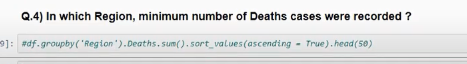 Q.4) In which Region, minimum number of Deaths cases were recorded ?
9]: #df.groupby('Region').Deaths.sum().sort_values(ascending = True).head(50)